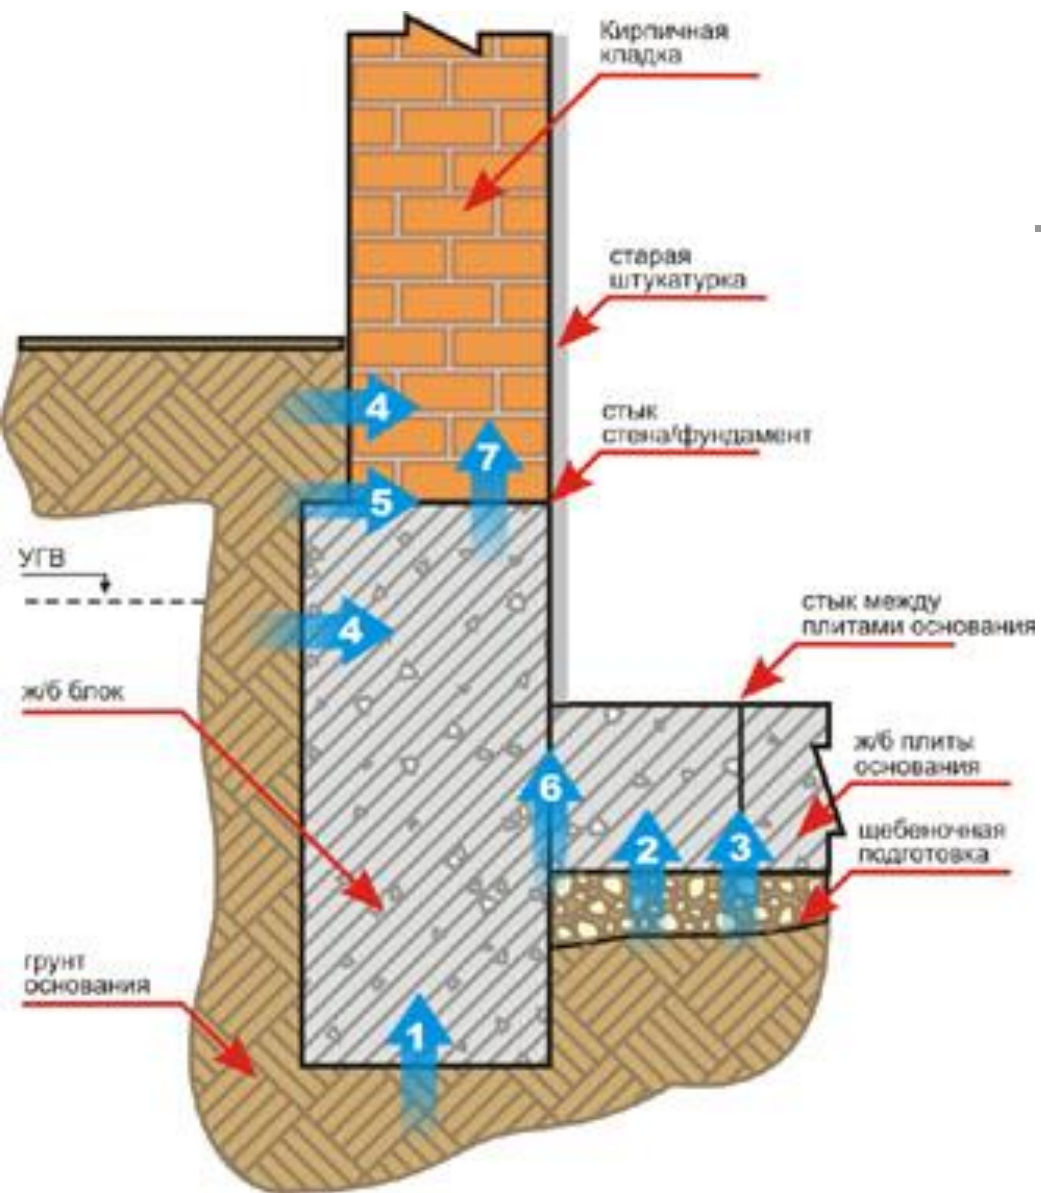 Кирпичная
кладка
старая
штукатурка
4
стык
стена/фундамент
7
5
УГВ
4
стык между
плитами основания
ж/б блок
ж/б плиты
основания
6
2
3
щебеночная
подготовка
грунт
основания
1